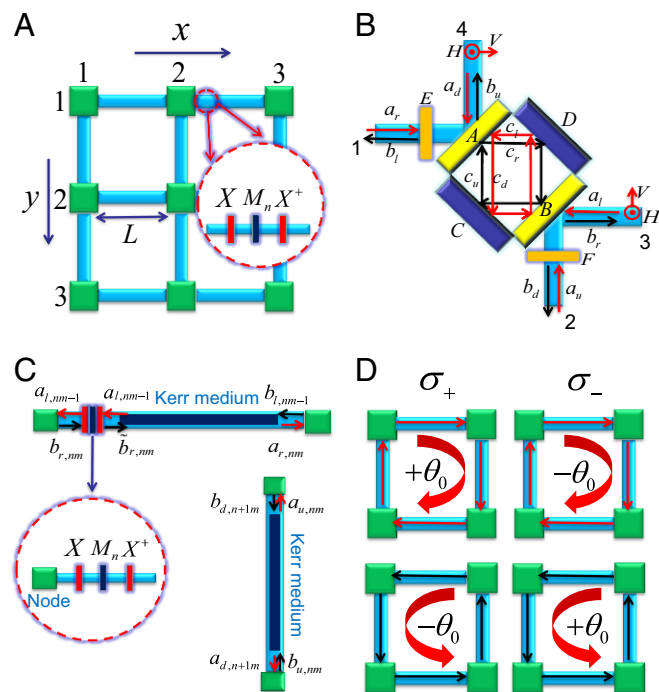 A
x
1 2 3
1
2
3
y
L
X M_n X^+
B
4
H V
a_d b_u
E
a_r
b_l
1
A
D
c_l
c_r
c_u c_d
B
C
V
a_l
b_r
H
3
F
b_d a_u
2
C
a_{l,nm-1} a_{l,nm-1} Kerr medium b_{l,nm-1}
b_{r,nm} \tilde{b}_{r,nm} a_{r,nm}
X M_n X^+
Node
b_{d,n+1m} a_{u,nm}
Kerr medium
a_{d,n+1m} b_{u,nm}
D
σ_+ σ_-
+θ_0 -θ_0
-θ_0 +θ_0